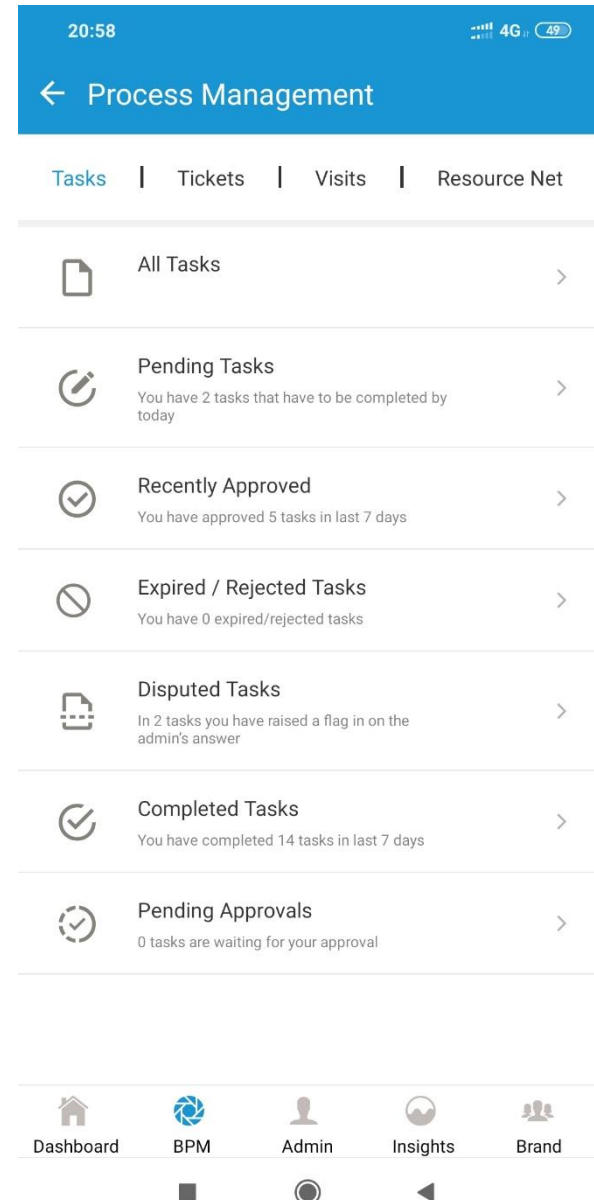 20:58 4G 49
Process Management
Tasks | Tickets | Visits | Resource Net
All Tasks
Pending Tasks
You have 2 tasks that have to be completed by
today
Recently Approved
You have approved 5 tasks in last 7 days
Expired / Rejected Tasks
You have 0 expired/rejected tasks
Disputed Tasks
In 2 tasks you have raised a flag in on the
admin's answer
Completed Tasks
You have completed 14 tasks in last 7 days
Pending Approvals
0 tasks are waiting for your approval
Dashboard BPM Admin Insights Brand